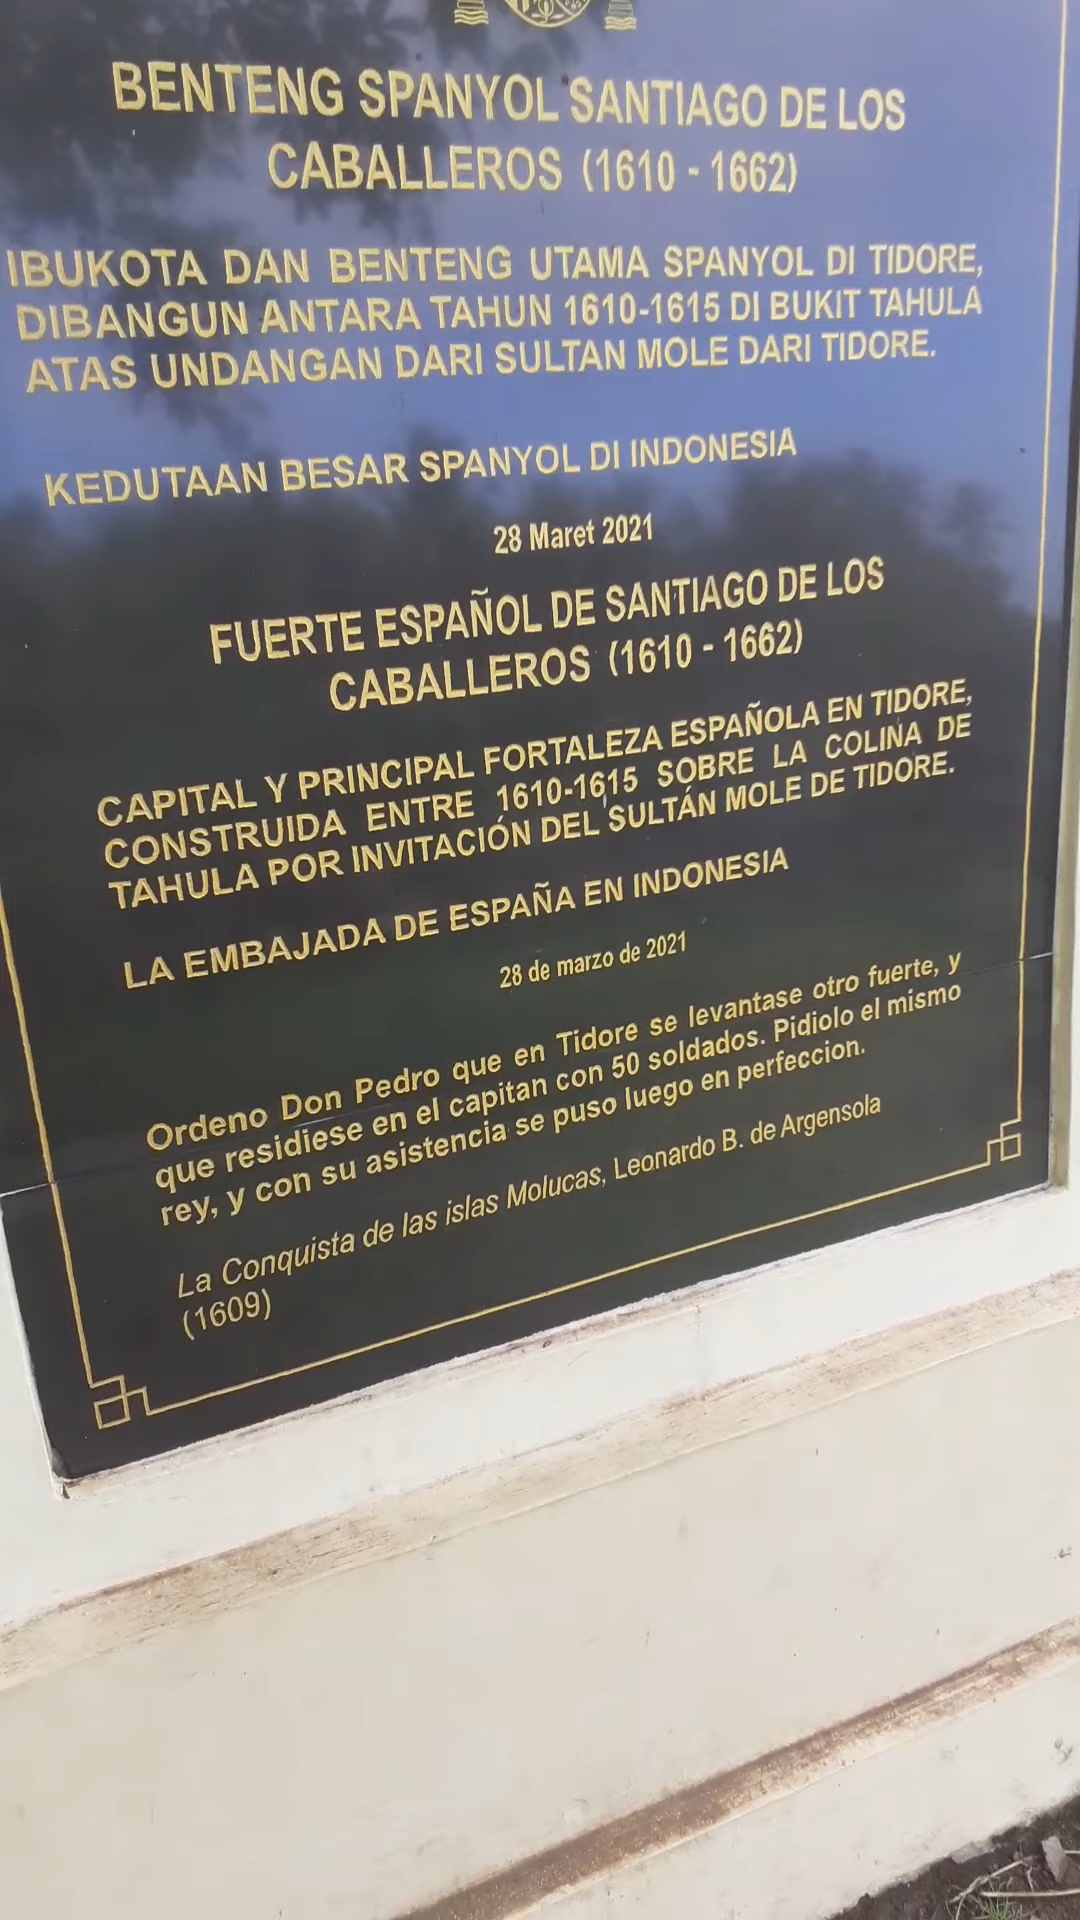 BENTENG SPANYOL SANTIAGO DE LOS
CABALLEROS (1610 - 1662)
IBUKOTA DAN BENTENG UTAMA SPANYOL DI TIDORE,
DIBANGUN ANTARA TAHUN 1610-1615 DI BUKIT TAHULA
ATAS UNDANGAN DARI SULTAN MOLE DARI TIDORE.
KEDUTAAN BESAR SPANYOL DI INDONESIA
28 Maret 2021
FUERTE ESPAÑOL DE SANTIAGO DE LOS
CABALLEROS (1610 - 1662)
CAPITAL Y PRINCIPAL FORTALEZA ESPAÑOLA EN TIDORE,
CONSTRUIDA ENTRE 1610-1615 SOBRE LA COLINA DE
TAHULA POR INVITACIÓN DEL SULTÁN MOLE DE TIDORE.
LA EMBAJADA DE ESPAÑA EN INDONESIA
28 de marzo de 2021
Ordeno Don Pedro que en Tidore se levantase otro fuerte, y
que residiese en el capitan con 50 soldados. Pidiolo el mismo
rey, y con su asistencia se puso luego en perfeccion.
La Conquista de las islas Molucas, Leonardo B. de Argensola
(1609)